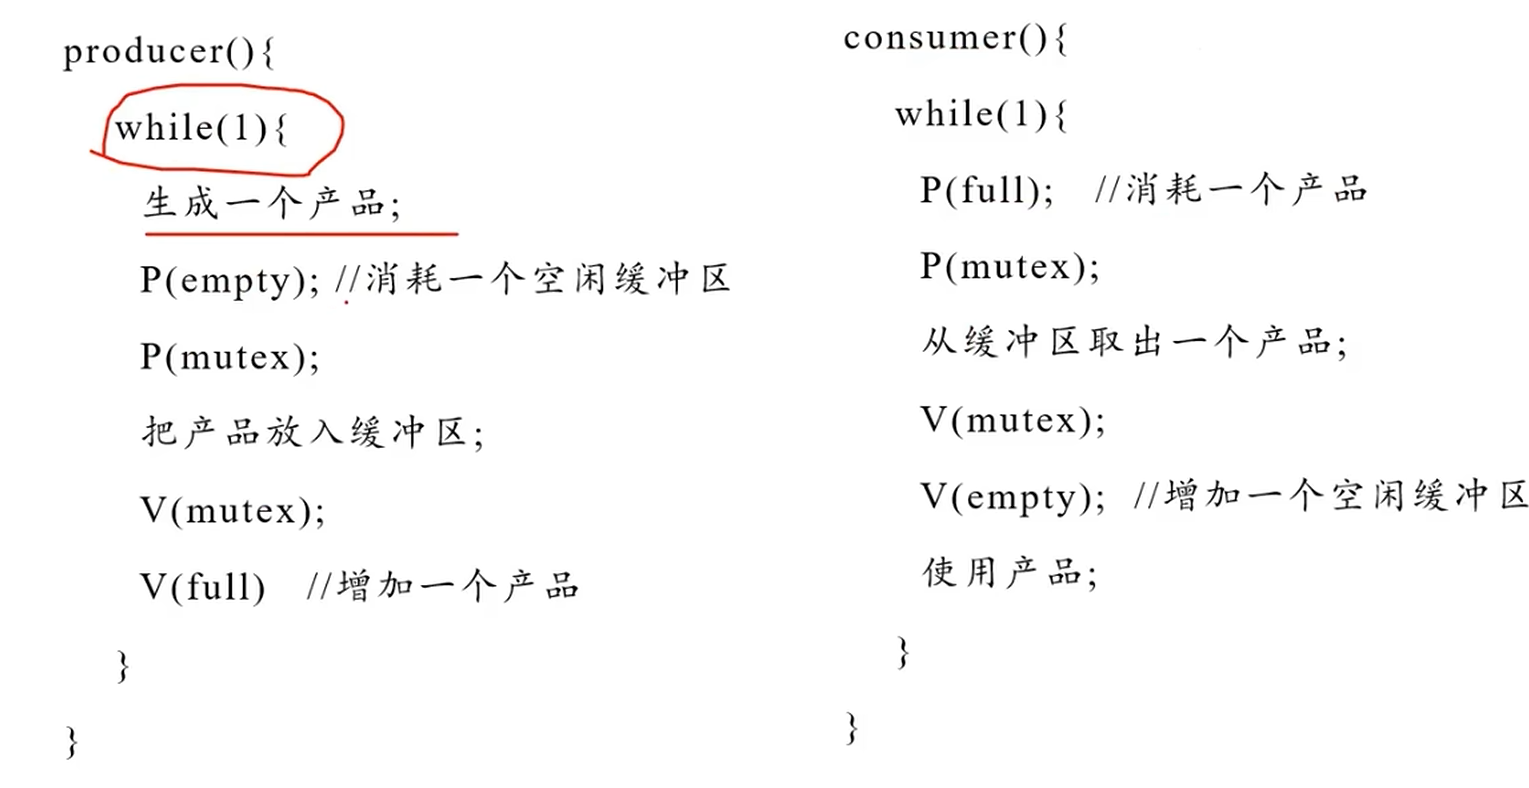 producer(){
while(1){
生成一个产品;
P(empty); //消耗一个空闲缓冲区
P(mutex);
把产品放入缓冲区;
V(mutex);
V(full) //增加一个产品
}
}
consumer(){
while(1){
P(full); //消耗一个产品
P(mutex);
从缓冲区取出一个产品;
V(mutex);
V(empty); //增加一个空闲缓冲区
使用产品;
}
}